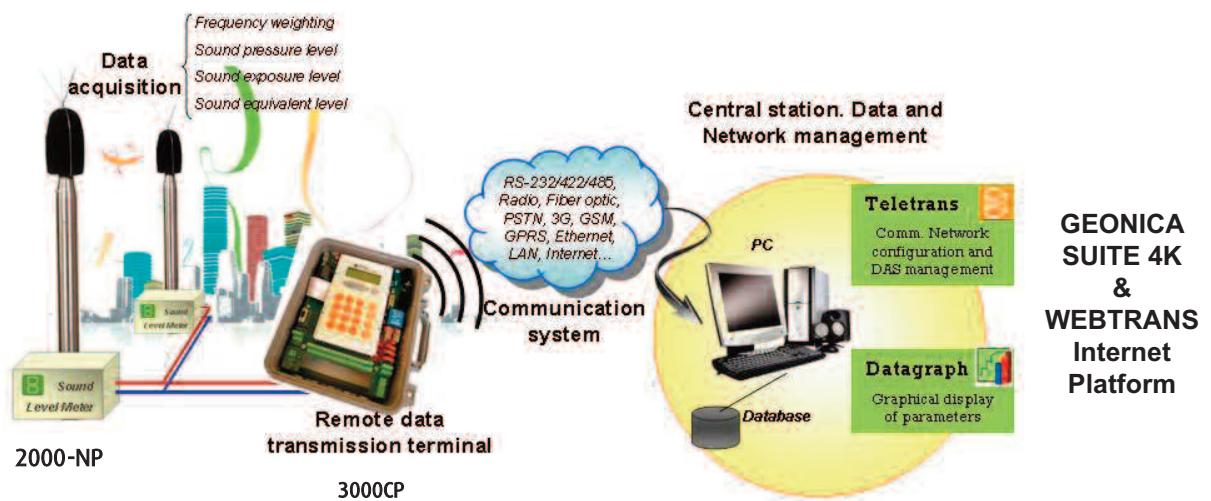 Data
acquisition
Frequency weighting
Sound pressure level
Sound exposure level
Sound equivalent level
Sound
Level Meter
Sound
Level Meter
2000-NP
Remote data
transmission terminal
3000CP
RS-232/422/485,
Radio, Fiber optic,
PSTN, 3G, GSM,
GPRS, Ethernet,
LAN, Internet...
Communication
system
Central station. Data and
Network management
PC
Database
Teletrans
Comm. Network
configuration and
DAS management
Datagraph
Graphical display
of parameters
GEONICA
SUITE 4K
&
WEBTRANS
Internet
Platform